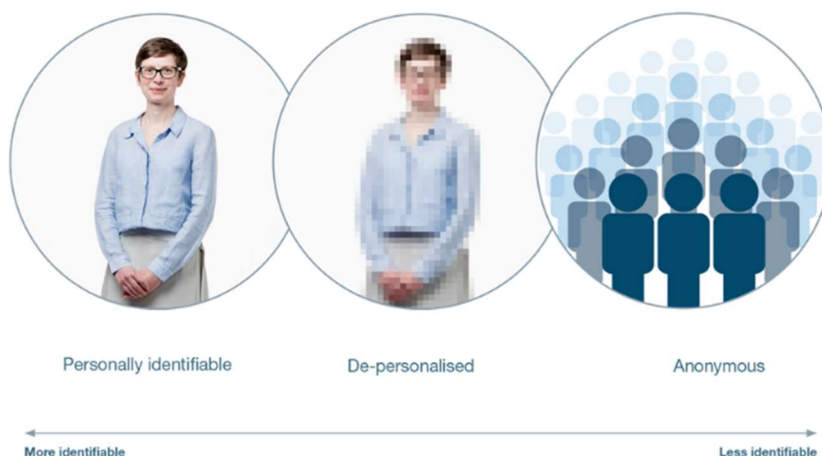 Personally identifiable
De-personalised
Anonymous
More identifiable
Less identifiable